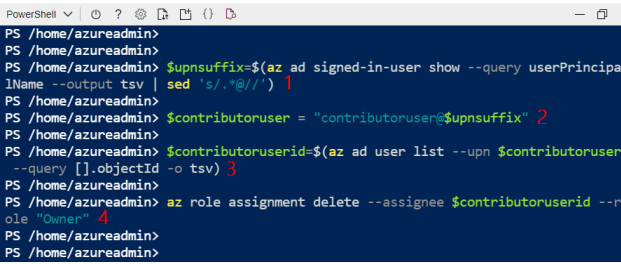 PowerShell
?
{}
PS /home/azureadmin>
PS /home/azureadmin>
PS /home/azureadmin> $upnsuffix=$(az ad signed-in-user show --query userPrincipa
lName --output tsv | sed 's/.*@//') 1
PS /home/azureadmin>
PS /home/azureadmin> $contributoruser = "contributoruser@$upnsuffix" 2
PS /home/azureadmin>
PS /home/azureadmin> $contributoruserid=$(az ad user list --upn $contributoruser
--query [].objectId -o tsv) 3
PS /home/azureadmin>
PS /home/azureadmin> az role assignment delete --assignee $contributoruserid --r
ole "Owner" 4
PS /home/azureadmin>
PS /home/azureadmin>